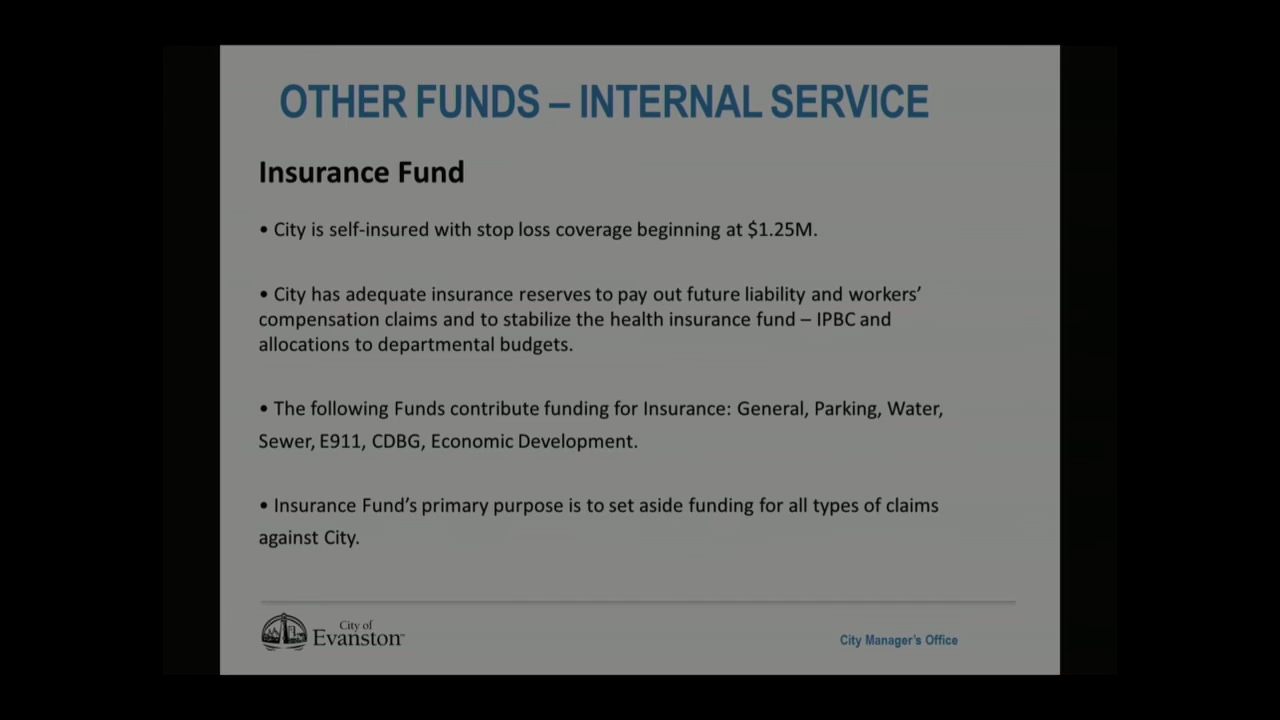 OTHER FUNDS – INTERNAL SERVICE
Insurance Fund
• City is self-insured with stop loss coverage beginning at $1.25M.
• City has adequate insurance reserves to pay out future liability and workers’
compensation claims and to stabilize the health insurance fund – IPBC and
allocations to departmental budgets.
• The following Funds contribute funding for Insurance: General, Parking, Water,
Sewer, E911, CDBG, Economic Development.
• Insurance Fund’s primary purpose is to set aside funding for all types of claims
against City.
City of
Evanston™
City Manager’s Office